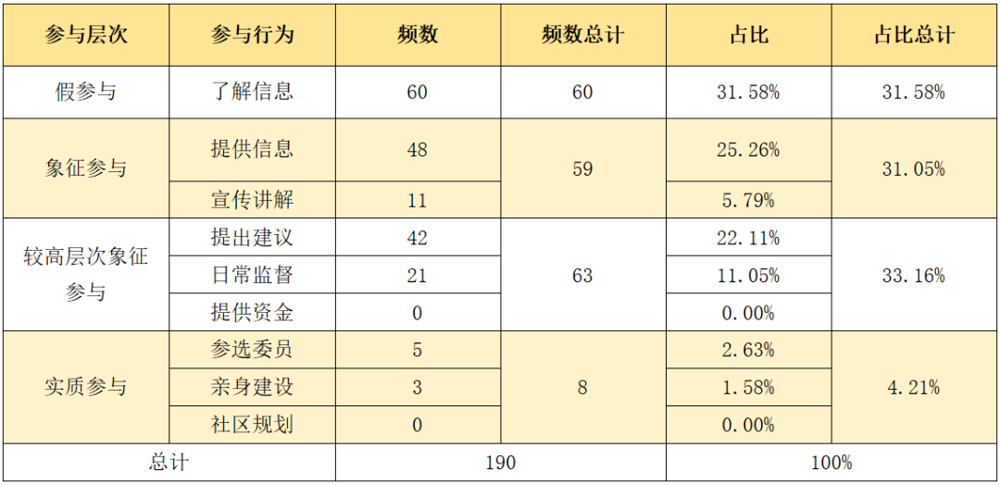 参与层次 参与行为 频数 频数总计 占比 占比总计
假参与 了解信息 60 60 31.58% 31.58%
象征参与 提供信息 48 59 25.26% 31.05%
宣传讲解 11 5.79%
较高层次象征
参与 提出建议 42 63 22.11% 33.16%
日常监督 21 11.05%
提供资金 0 0.00%
实质参与 参选委员 5 8 2.63% 4.21%
亲身建设 3 1.58%
社区规划 0 0.00%
总计 190 100%